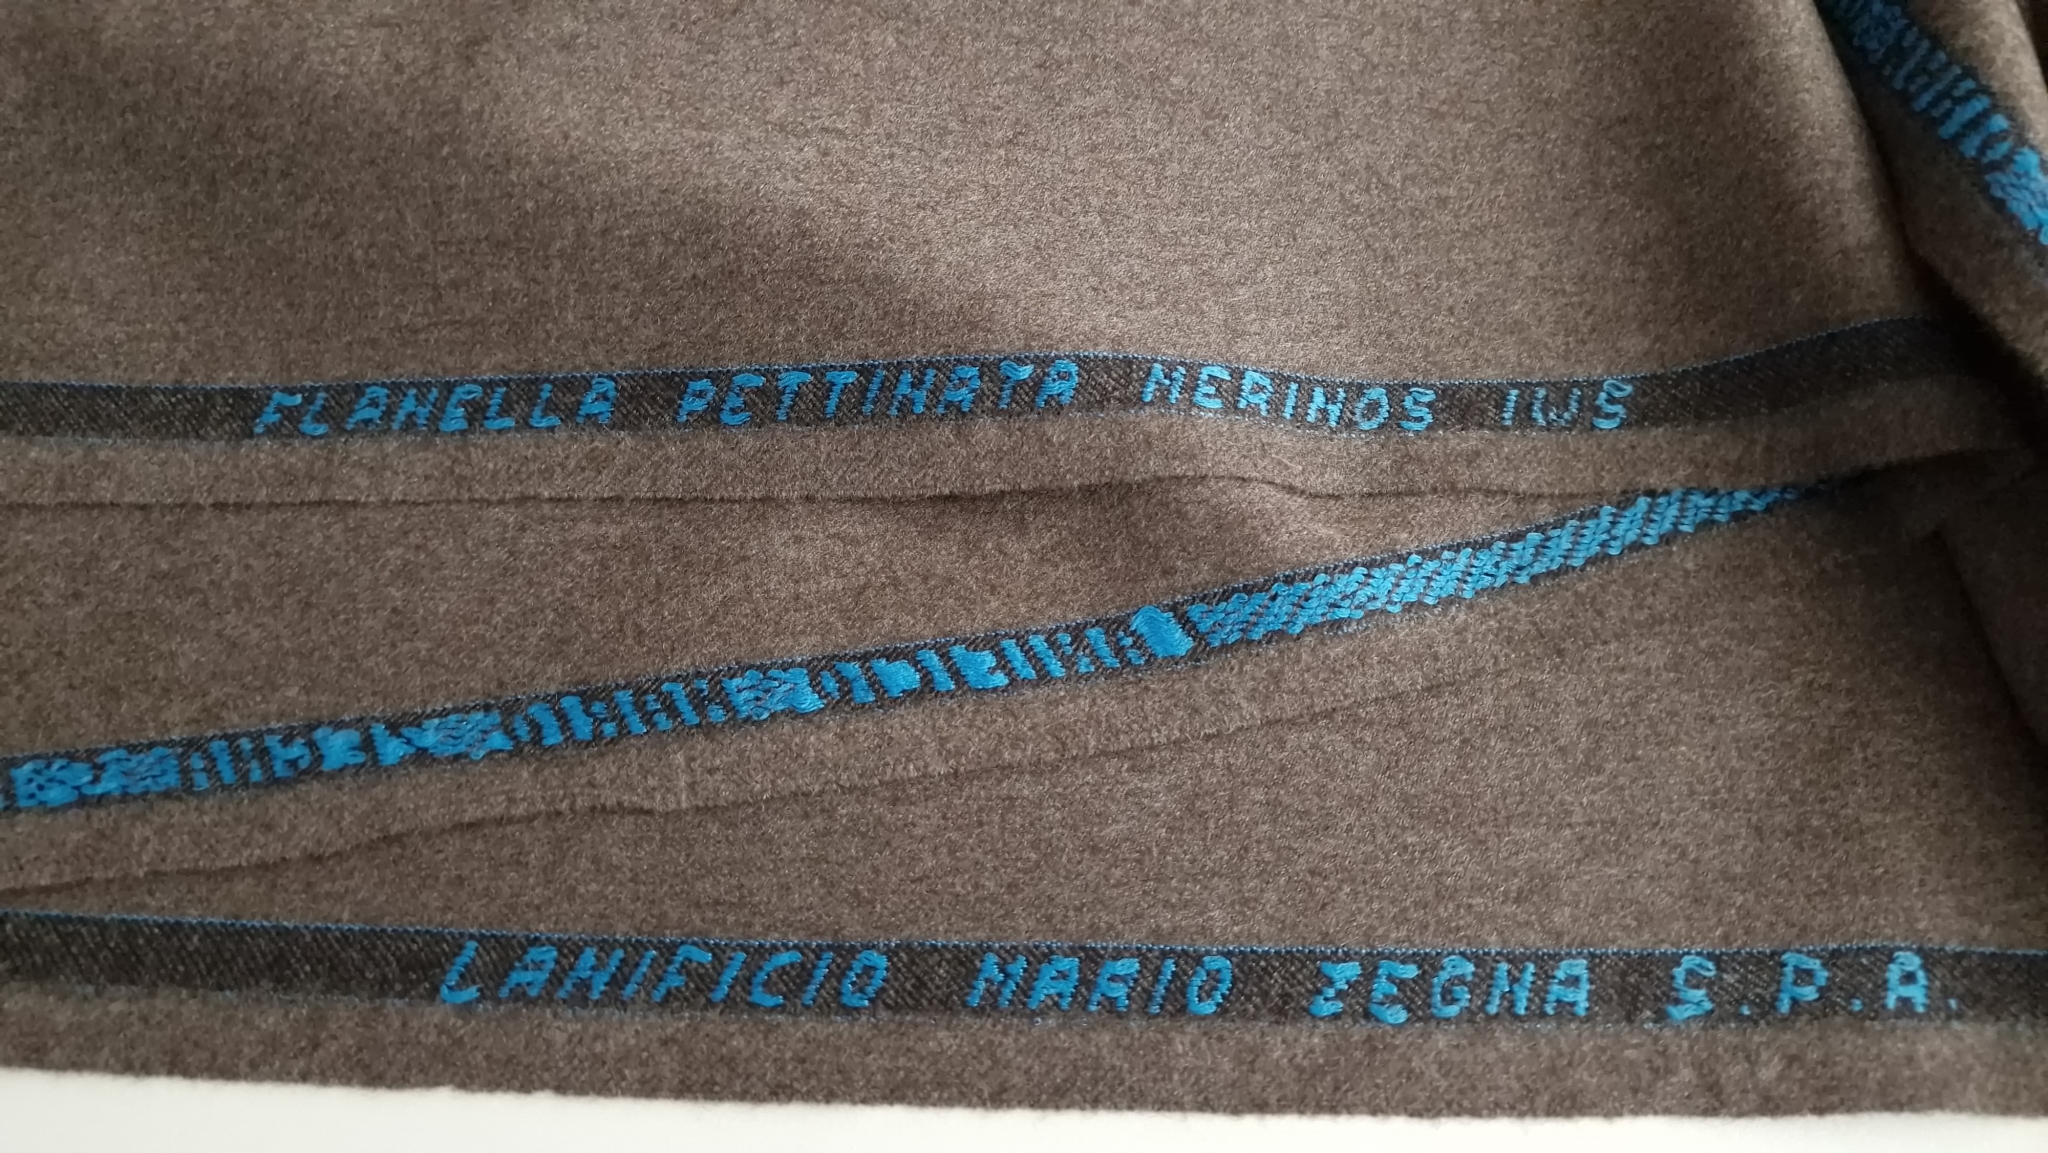 FLANELLA PETTINATA MERINOS IWS
LANIFICIO MARIO ZEGNA S.P.A.